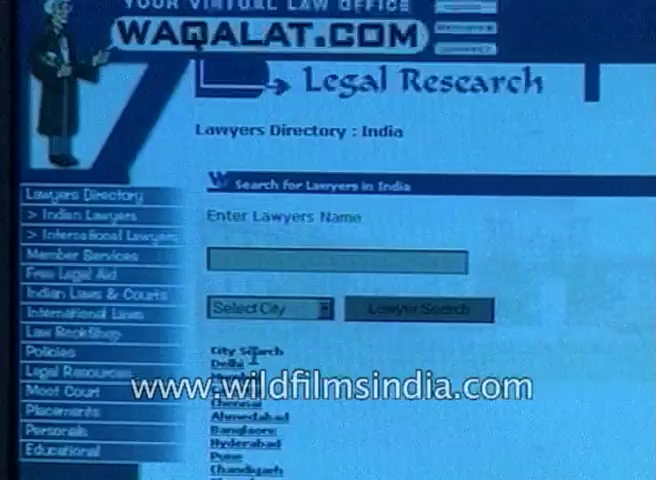 YOUR VIRTUAL LAW OFFICE
WAQALAT.COM
Legal Research
Lawyers Directory : India
Search for Lawyers in India
Enter Lawyers Name
Select City
Lawyer Search
Lawyers Directory
> Indian Lawyers
> International Lawyers
Member Services
Free Legal Aid
Indian Laws & Courts
International Laws
Law BookShop
Policies
Legal Resources
Moot Court
Placements
Personals
Educational
City Search
Delhi
Chennai
Ahmedabad
Banglaore
Hyderabad
Pune
Chandigarh
www.wildfilmsindia.com